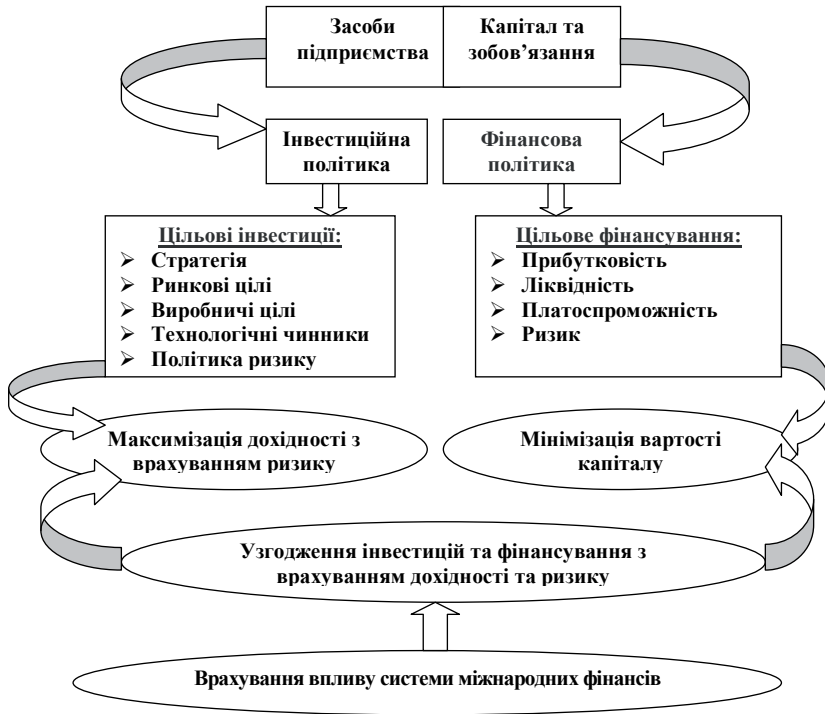 Засоби
підприємства
Капітал та
зобов’язання
Інвестиційна
політика
Фінансова
політика
Цільові інвестиції:
➢ Стратегія
➢ Ринкові цілі
➢ Виробничі цілі
➢ Технологічні чинники
➢ Політика ризику
Цільове фінансування:
➢ Прибутковість
➢ Ліквідність
➢ Платоспроможність
➢ Ризик
Максимізація дохідності з
врахуванням ризику
Мінімізація вартості
капіталу
Узгодження інвестицій та фінансування з
врахуванням дохідності та ризику
Врахування впливу системи міжнародних фінансів